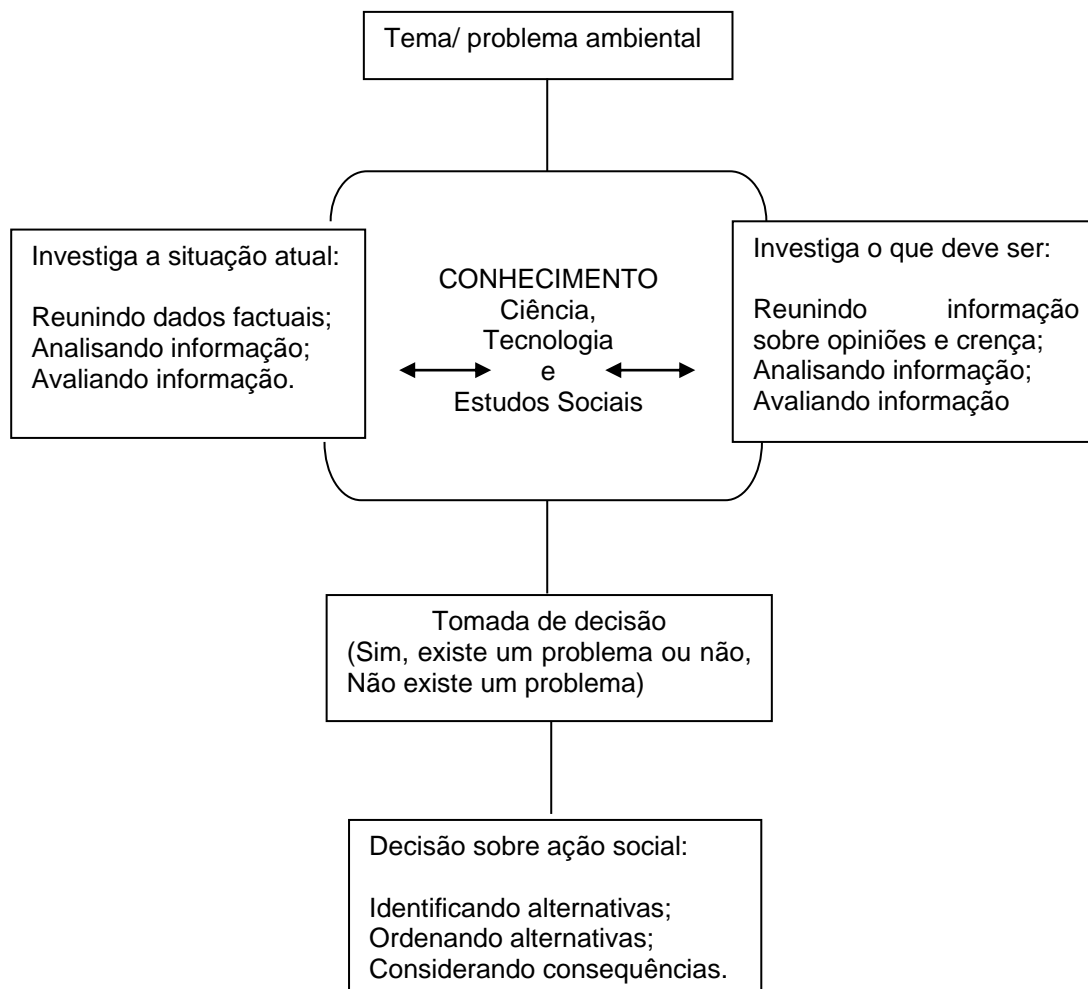 Tema/ problema ambiental
Investiga a situação atual:
Reunindo dados factuais;
Analisando informação;
Avaliando informação.
CONHECIMENTO
Ciência,
Tecnologia
e
Estudos Sociais
Investiga o que deve ser:
Reunindo informação
sobre opiniões e crença;
Analisando informação;
Avaliando informação
Tomada de decisão
(Sim, existe um problema ou não,
Não existe um problema)
Decisão sobre ação social:
Identificando alternativas;
Ordenando alternativas;
Considerando consequências.